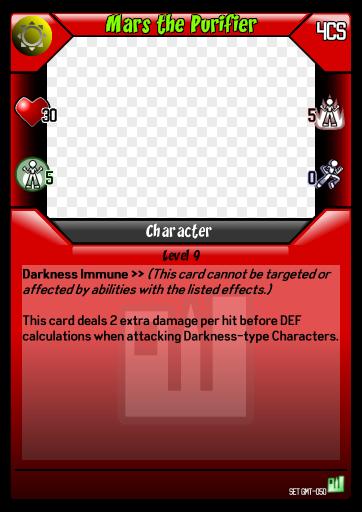 Mars the Purifier
4CS
30
5
5
0
Character
Level 9
Darkness Immune >> (This card cannot be targeted or
affected by abilities with the listed effects.)
This card deals 2 extra damage per hit before DEF
calculations when attacking Darkness-type Characters.
SET GMT-050